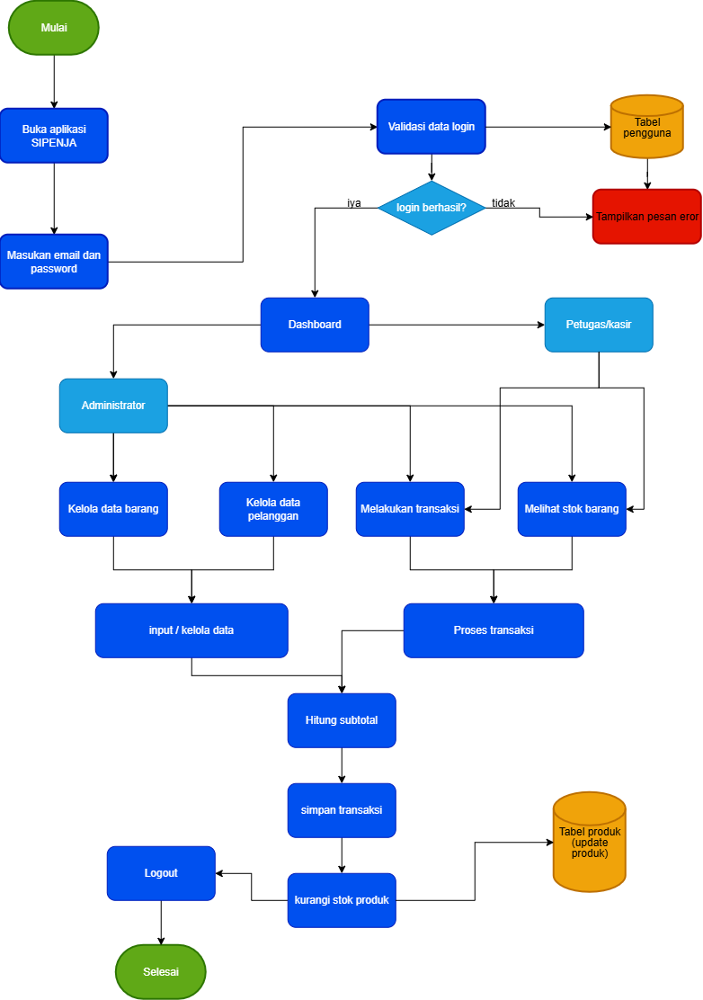 Mulai
Buka aplikasi
SIPENJA
Masukan email dan
password
Validasi data login
Tabel
pengguna
login berhasil?
iya
tidak
Tampilkan pesan eror
Dashboard
Petugas/kasir
Administrator
Kelola data barang
Kelola data
pelanggan
Melakukan transaksi
Melihat stok barang
input / kelola data
Proses transaksi
Hitung subtotal
simpan transaksi
kurangi stok produk
Tabel produk
(update
produk)
Logout
Selesai